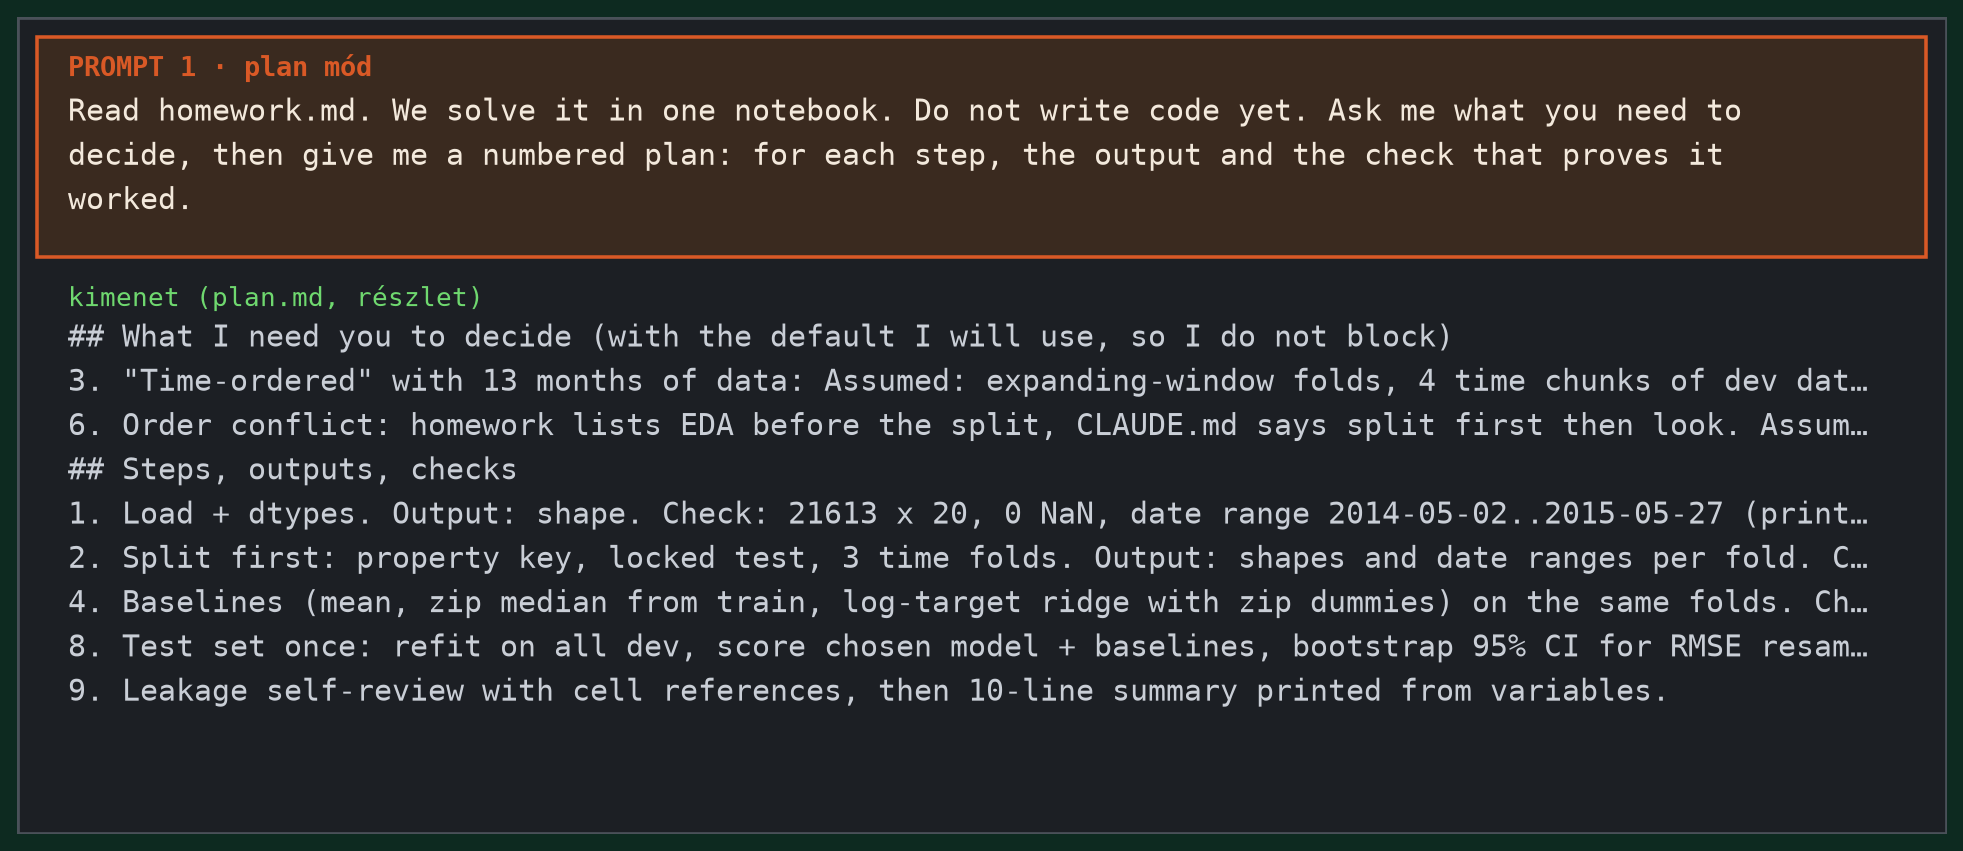 PROMPT 1 · plan mód
Read homework.md. We solve it in one notebook. Do not write code yet. Ask me what you need to
decide, then give me a numbered plan: for each step, the output and the check that proves it
worked.
kimenet (plan.md, részlet)
## What I need you to decide (with the default I will use, so I do not block)
3. "Time-ordered" with 13 months of data: Assumed: expanding-window folds, 4 time chunks of dev dat…
6. Order conflict: homework lists EDA before the split, CLAUDE.md says split first then look. Assum…
## Steps, outputs, checks
1. Load + dtypes. Output: shape. Check: 21613 x 20, 0 NaN, date range 2014-05-02..2015-05-27 (print…
2. Split first: property key, locked test, 3 time folds. Output: shapes and date ranges per fold. C…
4. Baselines (mean, zip median from train, log-target ridge with zip dummies) on the same folds. Ch…
8. Test set once: refit on all dev, score chosen model + baselines, bootstrap 95% CI for RMSE resam…
9. Leakage self-review with cell references, then 10-line summary printed from variables.